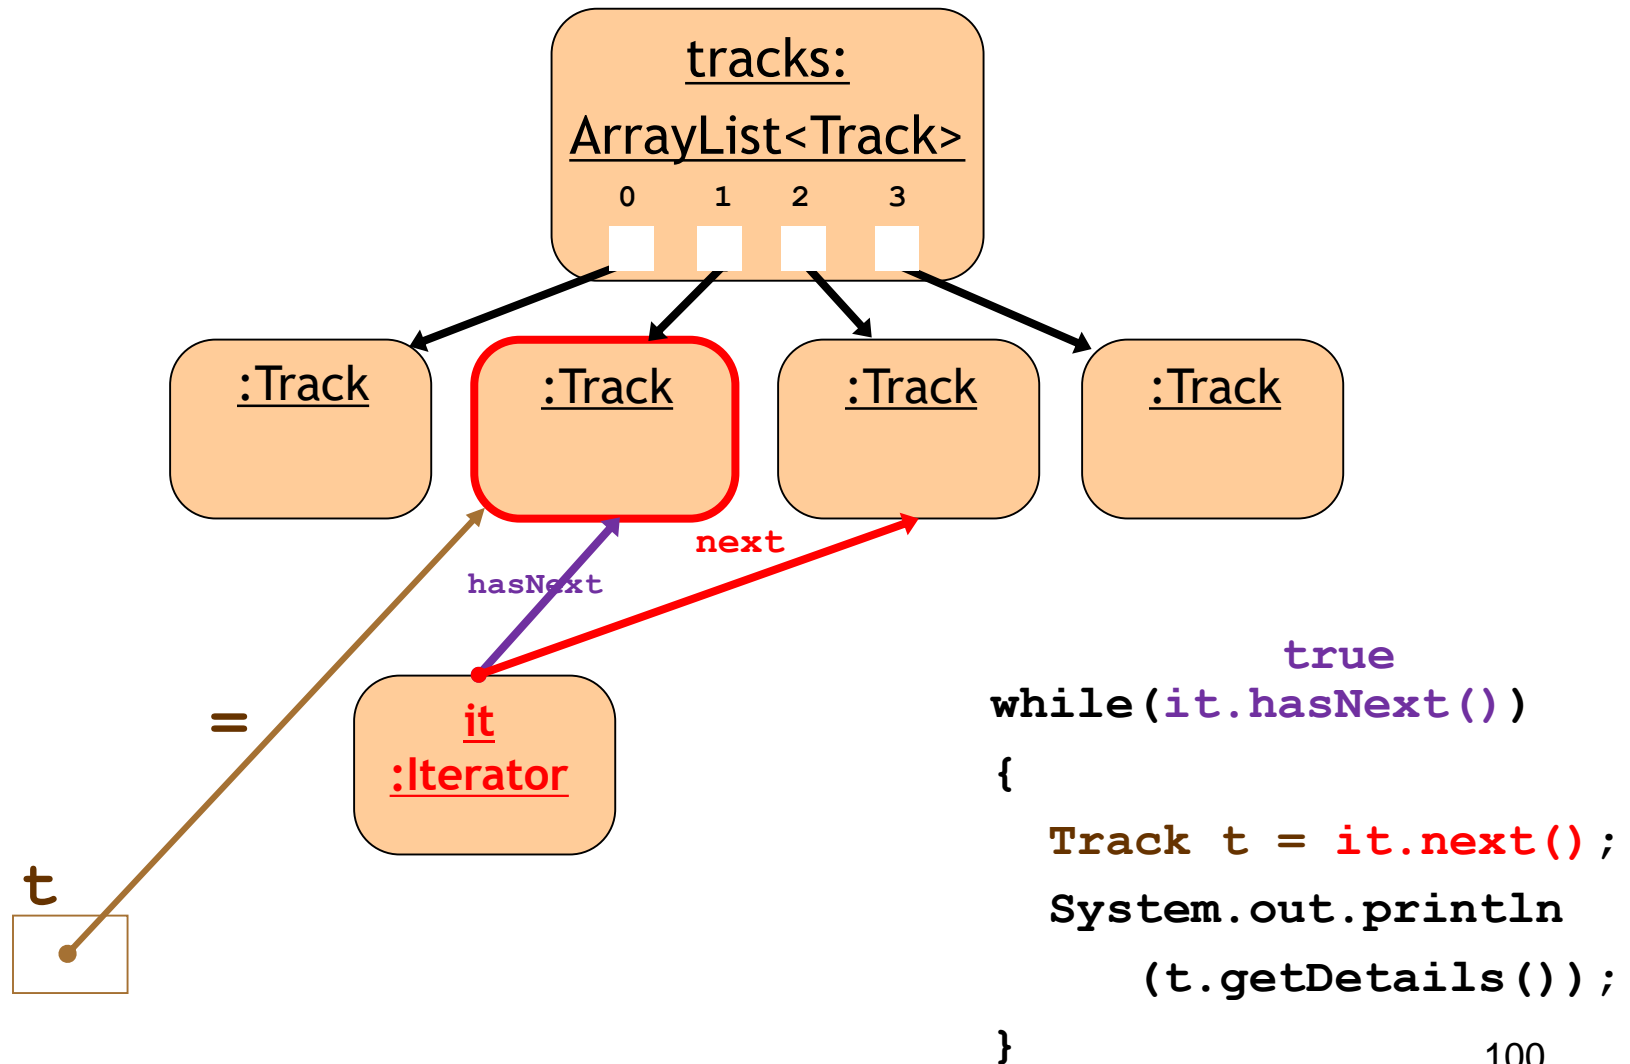 tracks:
ArrayList<Track>
0 1 2 3
:Track :Track :Track :Track
next
hasNext
=
it
:Iterator
t
true
while(it.hasNext())
{
Track t = it.next();
System.out.println
(t.getDetails());
}
100